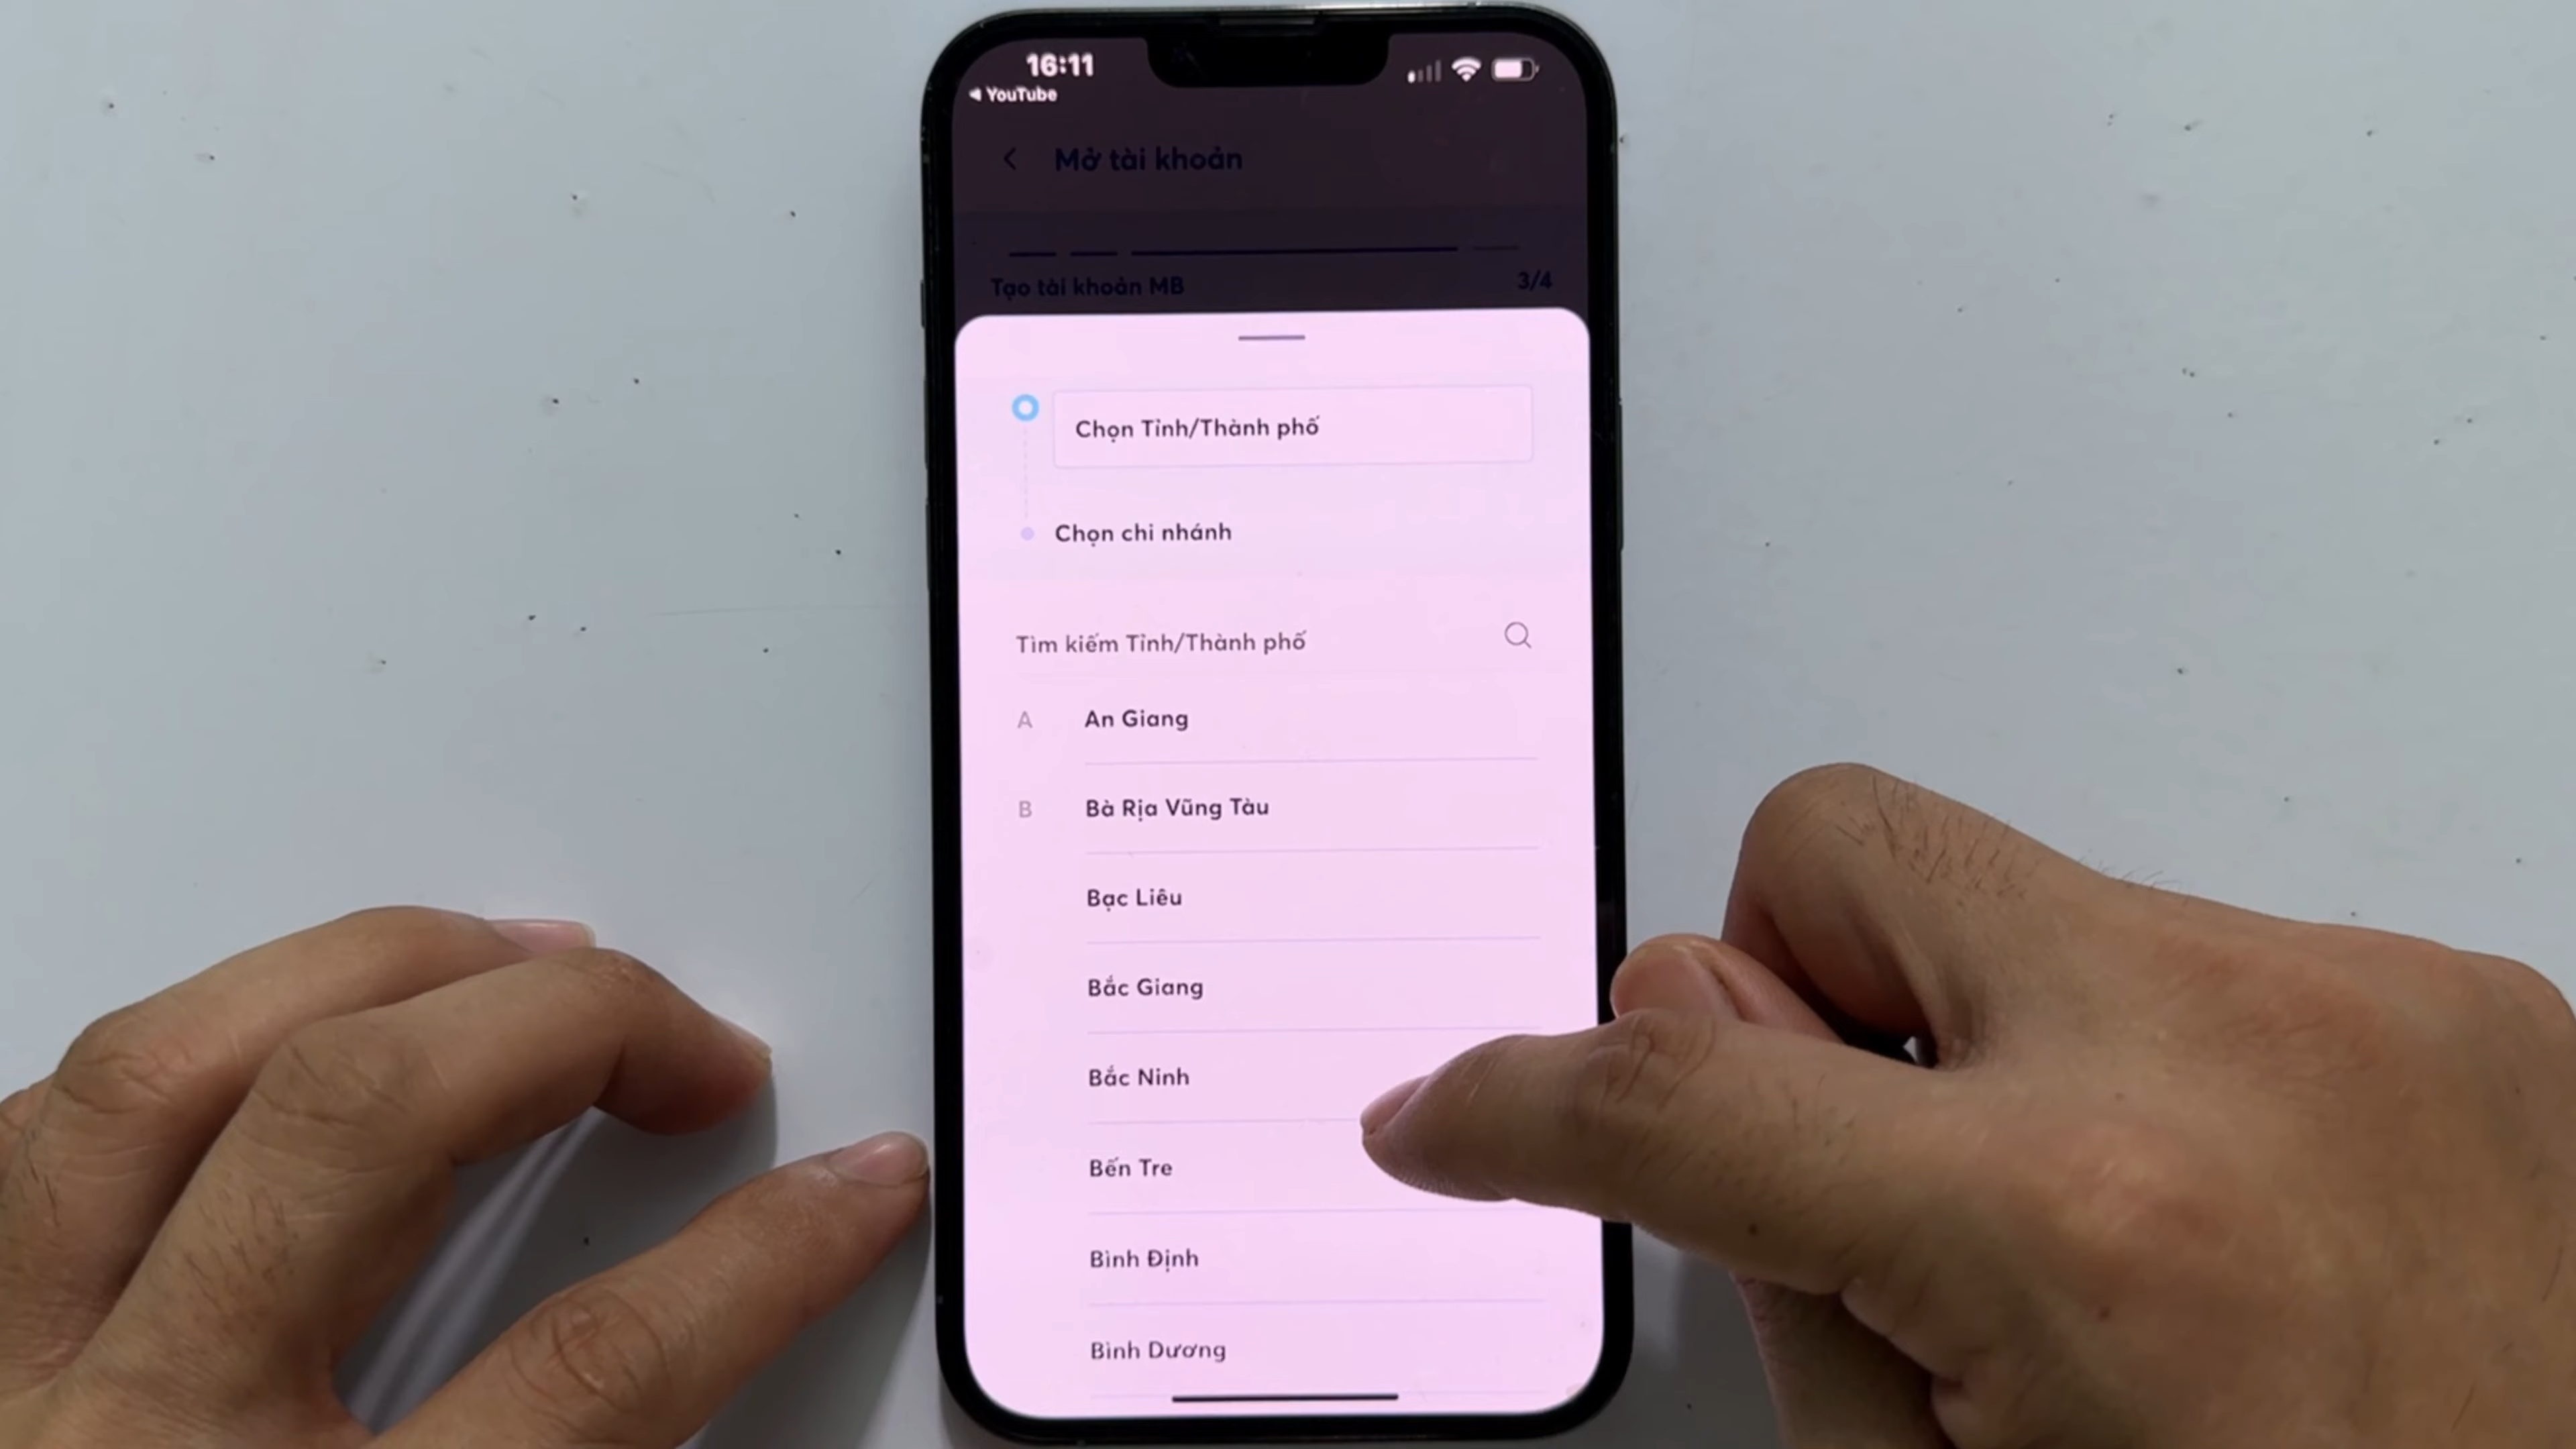 16:11
YouTube
Mở tài khoản
Tạo tài khoản MB
3/4
Chọn Tỉnh/Thành phố
Chọn chi nhánh
Tìm kiếm Tỉnh/Thành phố
A
An Giang
B
Bà Rịa Vũng Tàu
Bạc Liêu
Bắc Giang
Bắc Ninh
Bến Tre
Bình Định
Bình Dương